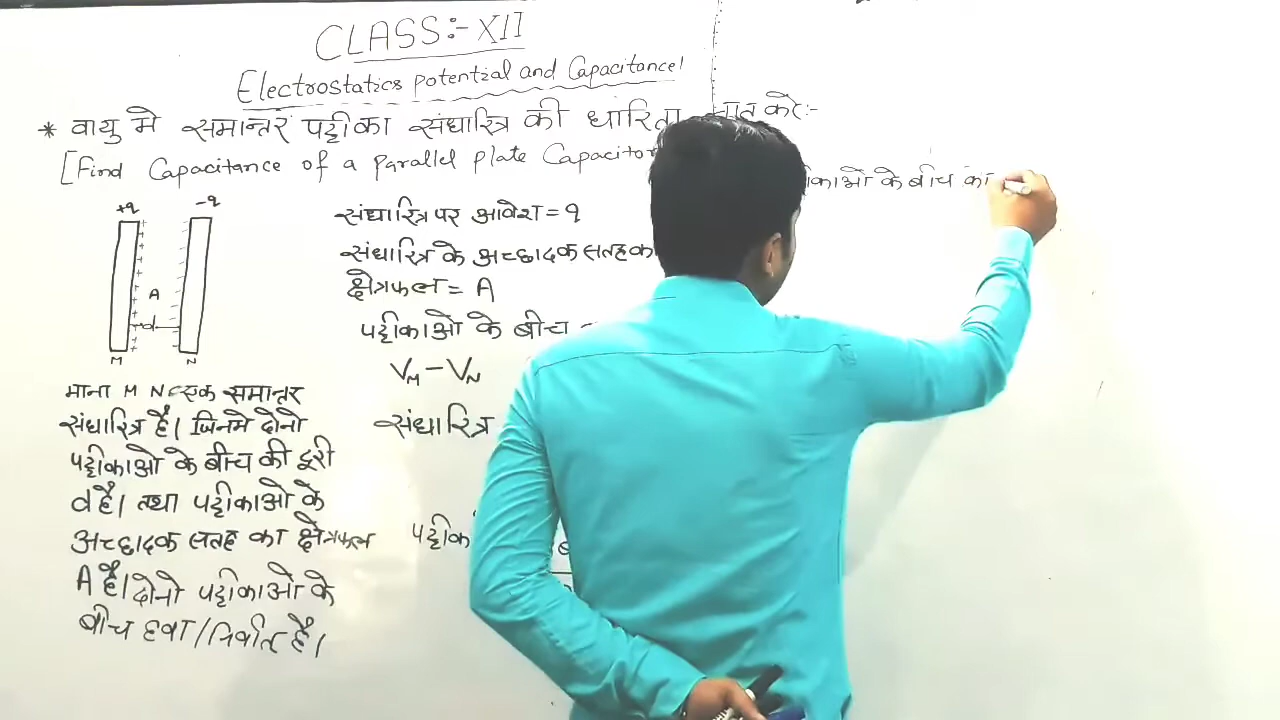 CLASS:- XII
Electrostatics potential and Capacitance
* वायु मे समान्तर पट्टीका संधारित्र की धारिता ज्ञात करे:-
[Find Capacitance of a Parallel plate Capacitor
+q -q
A
d
M N
माना M N एक समान्तर
संधारित्र है। जिनमे दोनो
पट्टीकाओ के बीच की दूरी
d है। तथा पट्टीकाओ के
अच्छादक सतह का क्षेत्रफल
A है। दोनो पट्टीकाओ के
बीच हवा/निर्वात है।
संधारित्र पर आवेश = q
संधारित्र के अच्छादक सतह का
क्षेत्रफल = A
पट्टीकाओ के बीच
V_M - V_N
संधारित्र
के बीच का